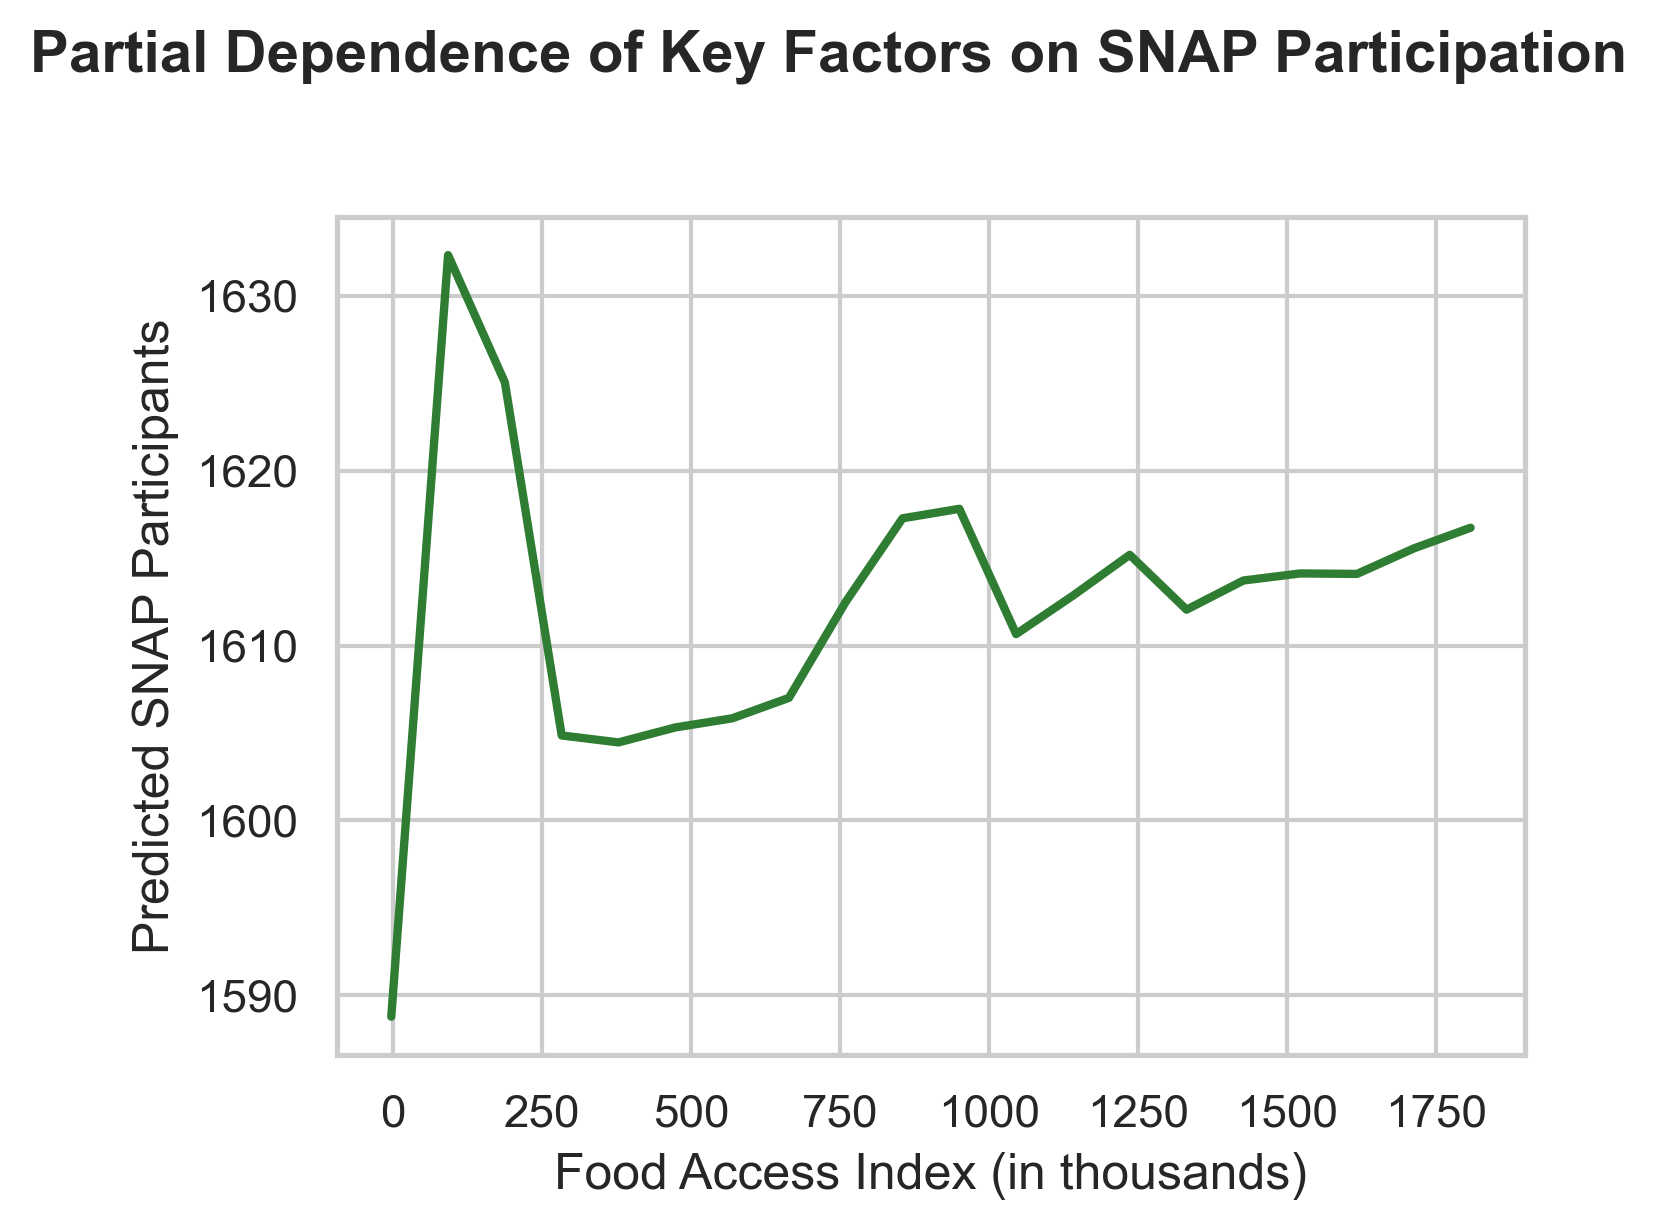 Partial Dependence of Key Factors on SNAP Participation
Predicted SNAP Participants
1630
1620
1610
1600
1590
0 250 500 750 1000 1250 1500 1750
Food Access Index (in thousands)